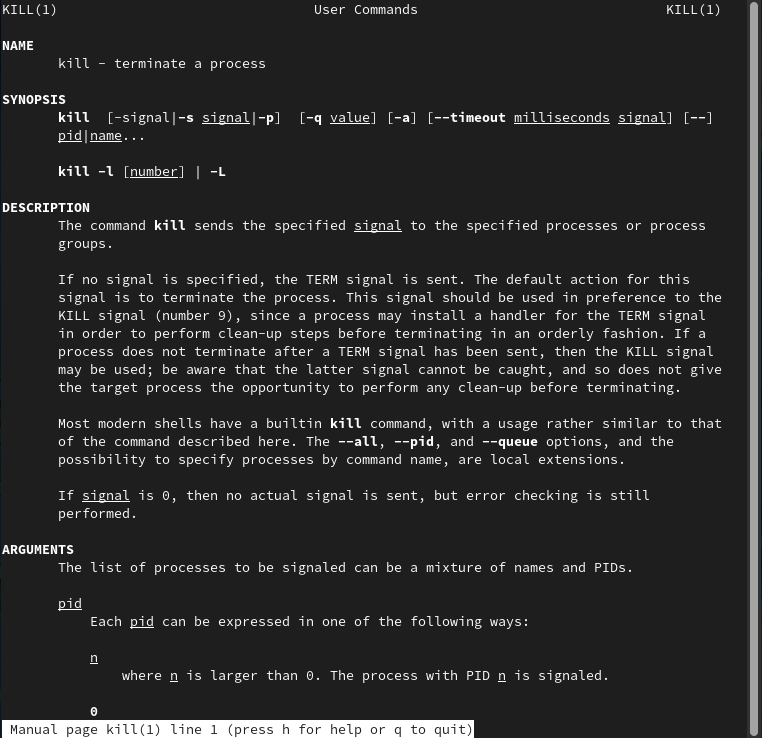 KILL(1) User Commands KILL(1)
NAME
kill - terminate a process
SYNOPSIS
kill [-signal|-s signal|-p] [-q value] [-a] [--timeout milliseconds signal] [--]
pid|name...
kill -l [number] | -L
DESCRIPTION
The command kill sends the specified signal to the specified processes or process
groups.
If no signal is specified, the TERM signal is sent. The default action for this
signal is to terminate the process. This signal should be used in preference to the
KILL signal (number 9), since a process may install a handler for the TERM signal
in order to perform clean-up steps before terminating in an orderly fashion. If a
process does not terminate after a TERM signal has been sent, then the KILL signal
may be used; be aware that the latter signal cannot be caught, and so does not give
the target process the opportunity to perform any clean-up before terminating.
Most modern shells have a builtin kill command, with a usage rather similar to that
of the command described here. The --all, --pid, and --queue options, and the
possibility to specify processes by command name, are local extensions.
If signal is 0, then no actual signal is sent, but error checking is still
performed.
ARGUMENTS
The list of processes to be signaled can be a mixture of names and PIDs.
pid
Each pid can be expressed in one of the following ways:
n
where n is larger than 0. The process with PID n is signaled.
0
Manual page kill(1) line 1 (press h for help or q to quit)